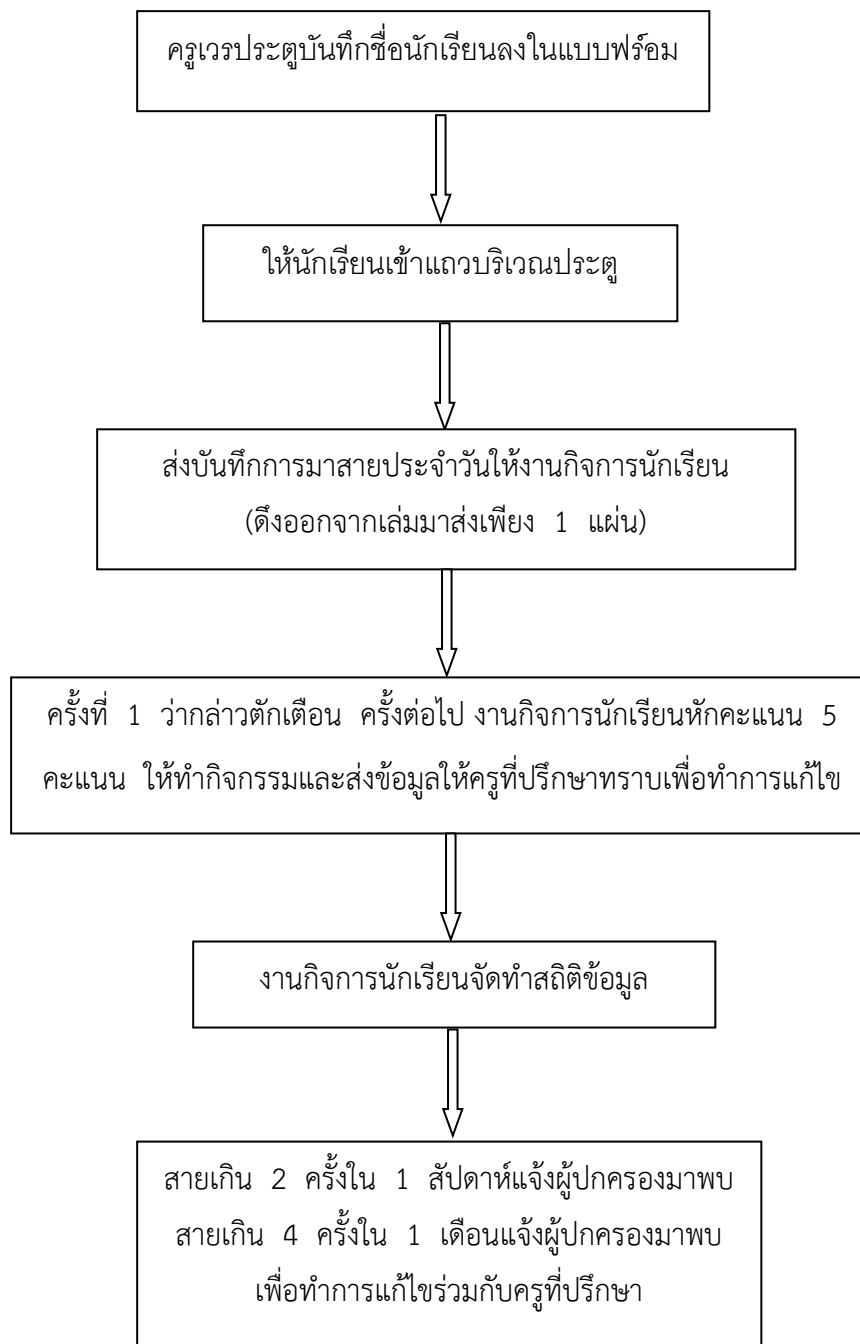 ครูเวรประตูบันทึกชื่อนักเรียนลงในแบบฟร์อม
ให้นักเรียนเข้าแถวบริเวณประตู
ส่งบันทึกการมาสายประจำวันให้งานกิจการนักเรียน
(ดึงออกจากเล่มมาส่งเพียง 1 แผ่น)
ครั้งที่ 1 ว่ากล่าวตักเตือน ครั้งต่อไป งานกิจการนักเรียนหักคะแนน 5
คะแนน ให้ทำกิจกรรมและส่งข้อมูลให้ครูที่ปรึกษาทราบเพื่อทำการแก้ไข
งานกิจการนักเรียนจัดทำสถิติข้อมูล
สายเกิน 2 ครั้งใน 1 สัปดาห์แจ้งผู้ปกครองมาพบ
สายเกิน 4 ครั้งใน 1 เดือนแจ้งผู้ปกครองมาพบ
เพื่อทำการแก้ไขร่วมกับครูที่ปรึกษา